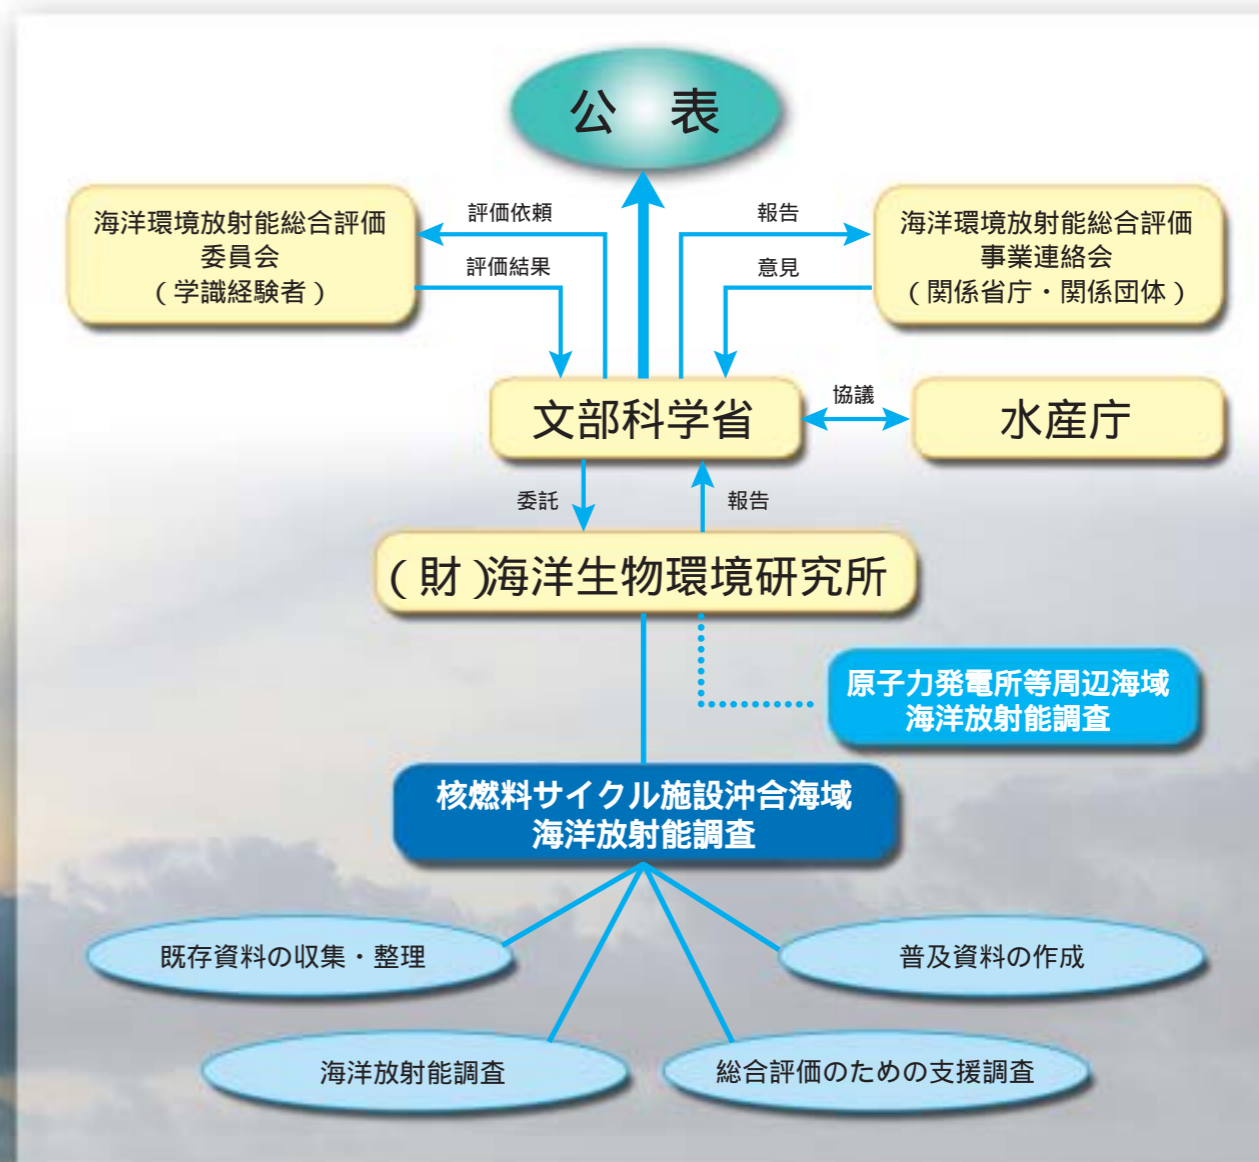 公 表
評価依頼
報告
海洋環境放射能総合評価
委員会
(学識経験者)
海洋環境放射能総合評価
事業連絡会
(関係省庁・関係団体)
評価結果
意見
文部科学省
協議
水産庁
委託
報告
(財)海洋生物環境研究所
原子力発電所等周辺海域
海洋放射能調査
核燃料サイクル施設沖合海域
海洋放射能調査
既存資料の収集・整理
普及資料の作成
海洋放射能調査
総合評価のための支援調査